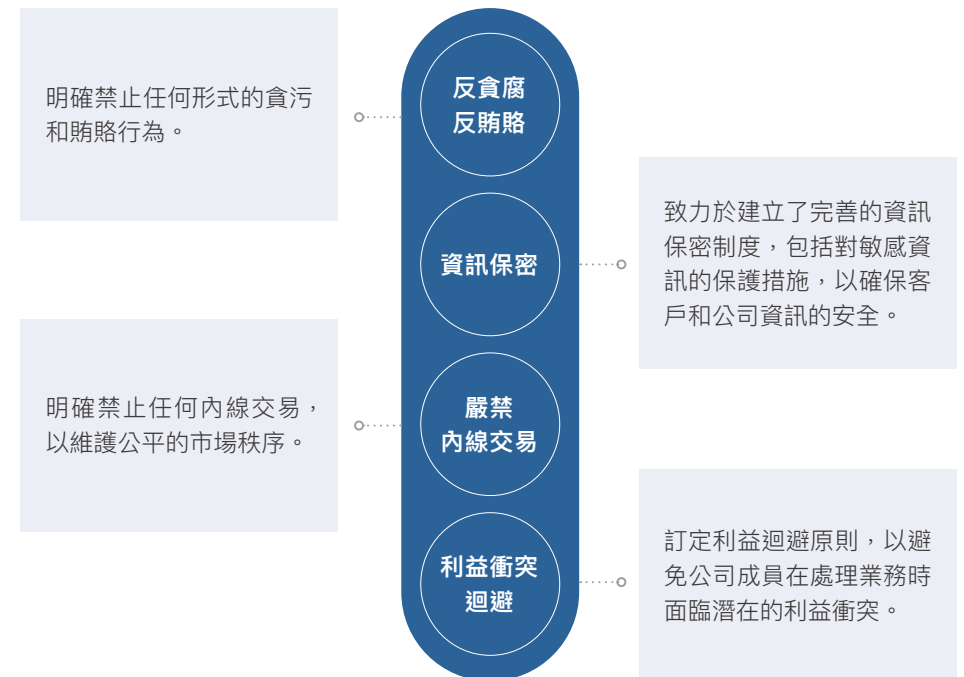 反貪腐
反賄賂
明確禁止任何形式的貪污
和賄賂行為。
資訊保密
致力於建立了完善的資訊
保密制度，包括對敏感資
訊的保護措施，以確保客
戶和公司資訊的安全。
嚴禁
內線交易
明確禁止任何內線交易，
以維護公平的市場秩序。
利益衝突
迴避
訂定利益迴避原則，以避
免公司成員在處理業務時
面臨潛在的利益衝突。